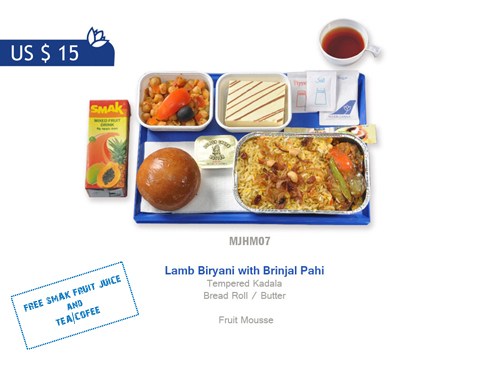 US $ 15
SMAK
MIXED FRUIT
DRINK
MJHM07
Lamb Biryani with Brinjal Pahi
Tempered Kadala
Bread Roll / Butter
Fruit Mousse
FREE SMAK FRUIT JUICE
AND
TEA/COFEE